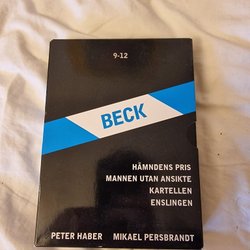 9-12
BECK
HÄMNDENS PRIS
MANNEN UTAN ANSIKTE
KARTELLEN
ENSLINGEN
PETER HABER MIKAEL PERSBRANDT